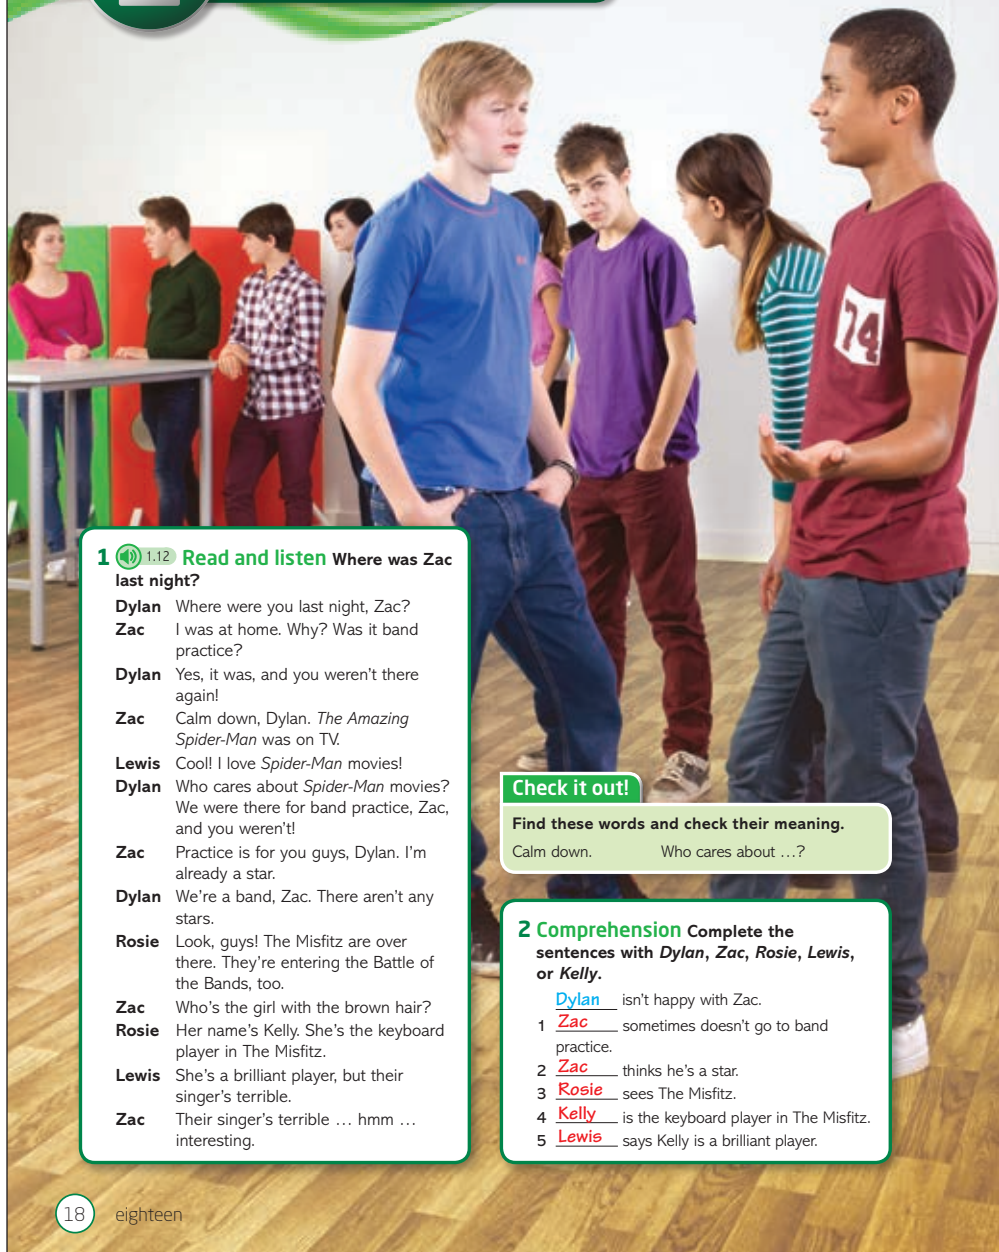 74
1 1.12 Read and listen Where was Zac
last night?
Dylan Where were you last night, Zac?
Zac I was at home. Why? Was it band
practice?
Dylan Yes, it was, and you weren't there
again!
Zac Calm down, Dylan. The Amazing
Spider-Man was on TV.
Lewis Cool! I love Spider-Man movies!
Dylan Who cares about Spider-Man movies?
We were there for band practice, Zac,
and you weren't!
Zac Practice is for you guys, Dylan. I'm
already a star.
Dylan We're a band, Zac. There aren't any
stars.
Rosie Look, guys! The Misfitz are over
there. They're entering the Battle of
the Bands, too.
Zac Who's the girl with the brown hair?
Rosie Her name's Kelly. She's the keyboard
player in The Misfitz.
Lewis She's a brilliant player, but their
singer's terrible.
Zac Their singer's terrible … hmm …
interesting.
Check it out!
Find these words and check their meaning.
Calm down. Who cares about …?
2 Comprehension Complete the
sentences with Dylan, Zac, Rosie, Lewis,
or Kelly.
Dylan isn't happy with Zac.
1 Zac sometimes doesn't go to band
practice.
2 Zac thinks he's a star.
3 Rosie sees The Misfitz.
4 Kelly is the keyboard player in The Misfitz.
5 Lewis says Kelly is a brilliant player.
18 eighteen